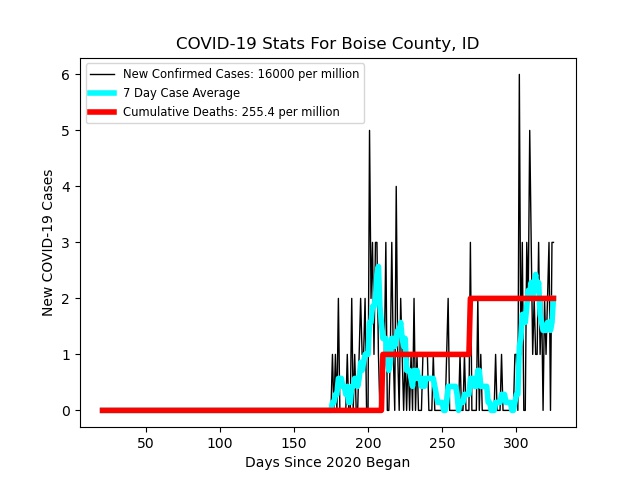 COVID-19 Stats For Boise County, ID
New Confirmed Cases: 16000 per million
7 Day Case Average
Cumulative Deaths: 255.4 per million
6
5
4
3
2
1
0
New COVID-19 Cases
50 100 150 200 250 300
Days Since 2020 Began